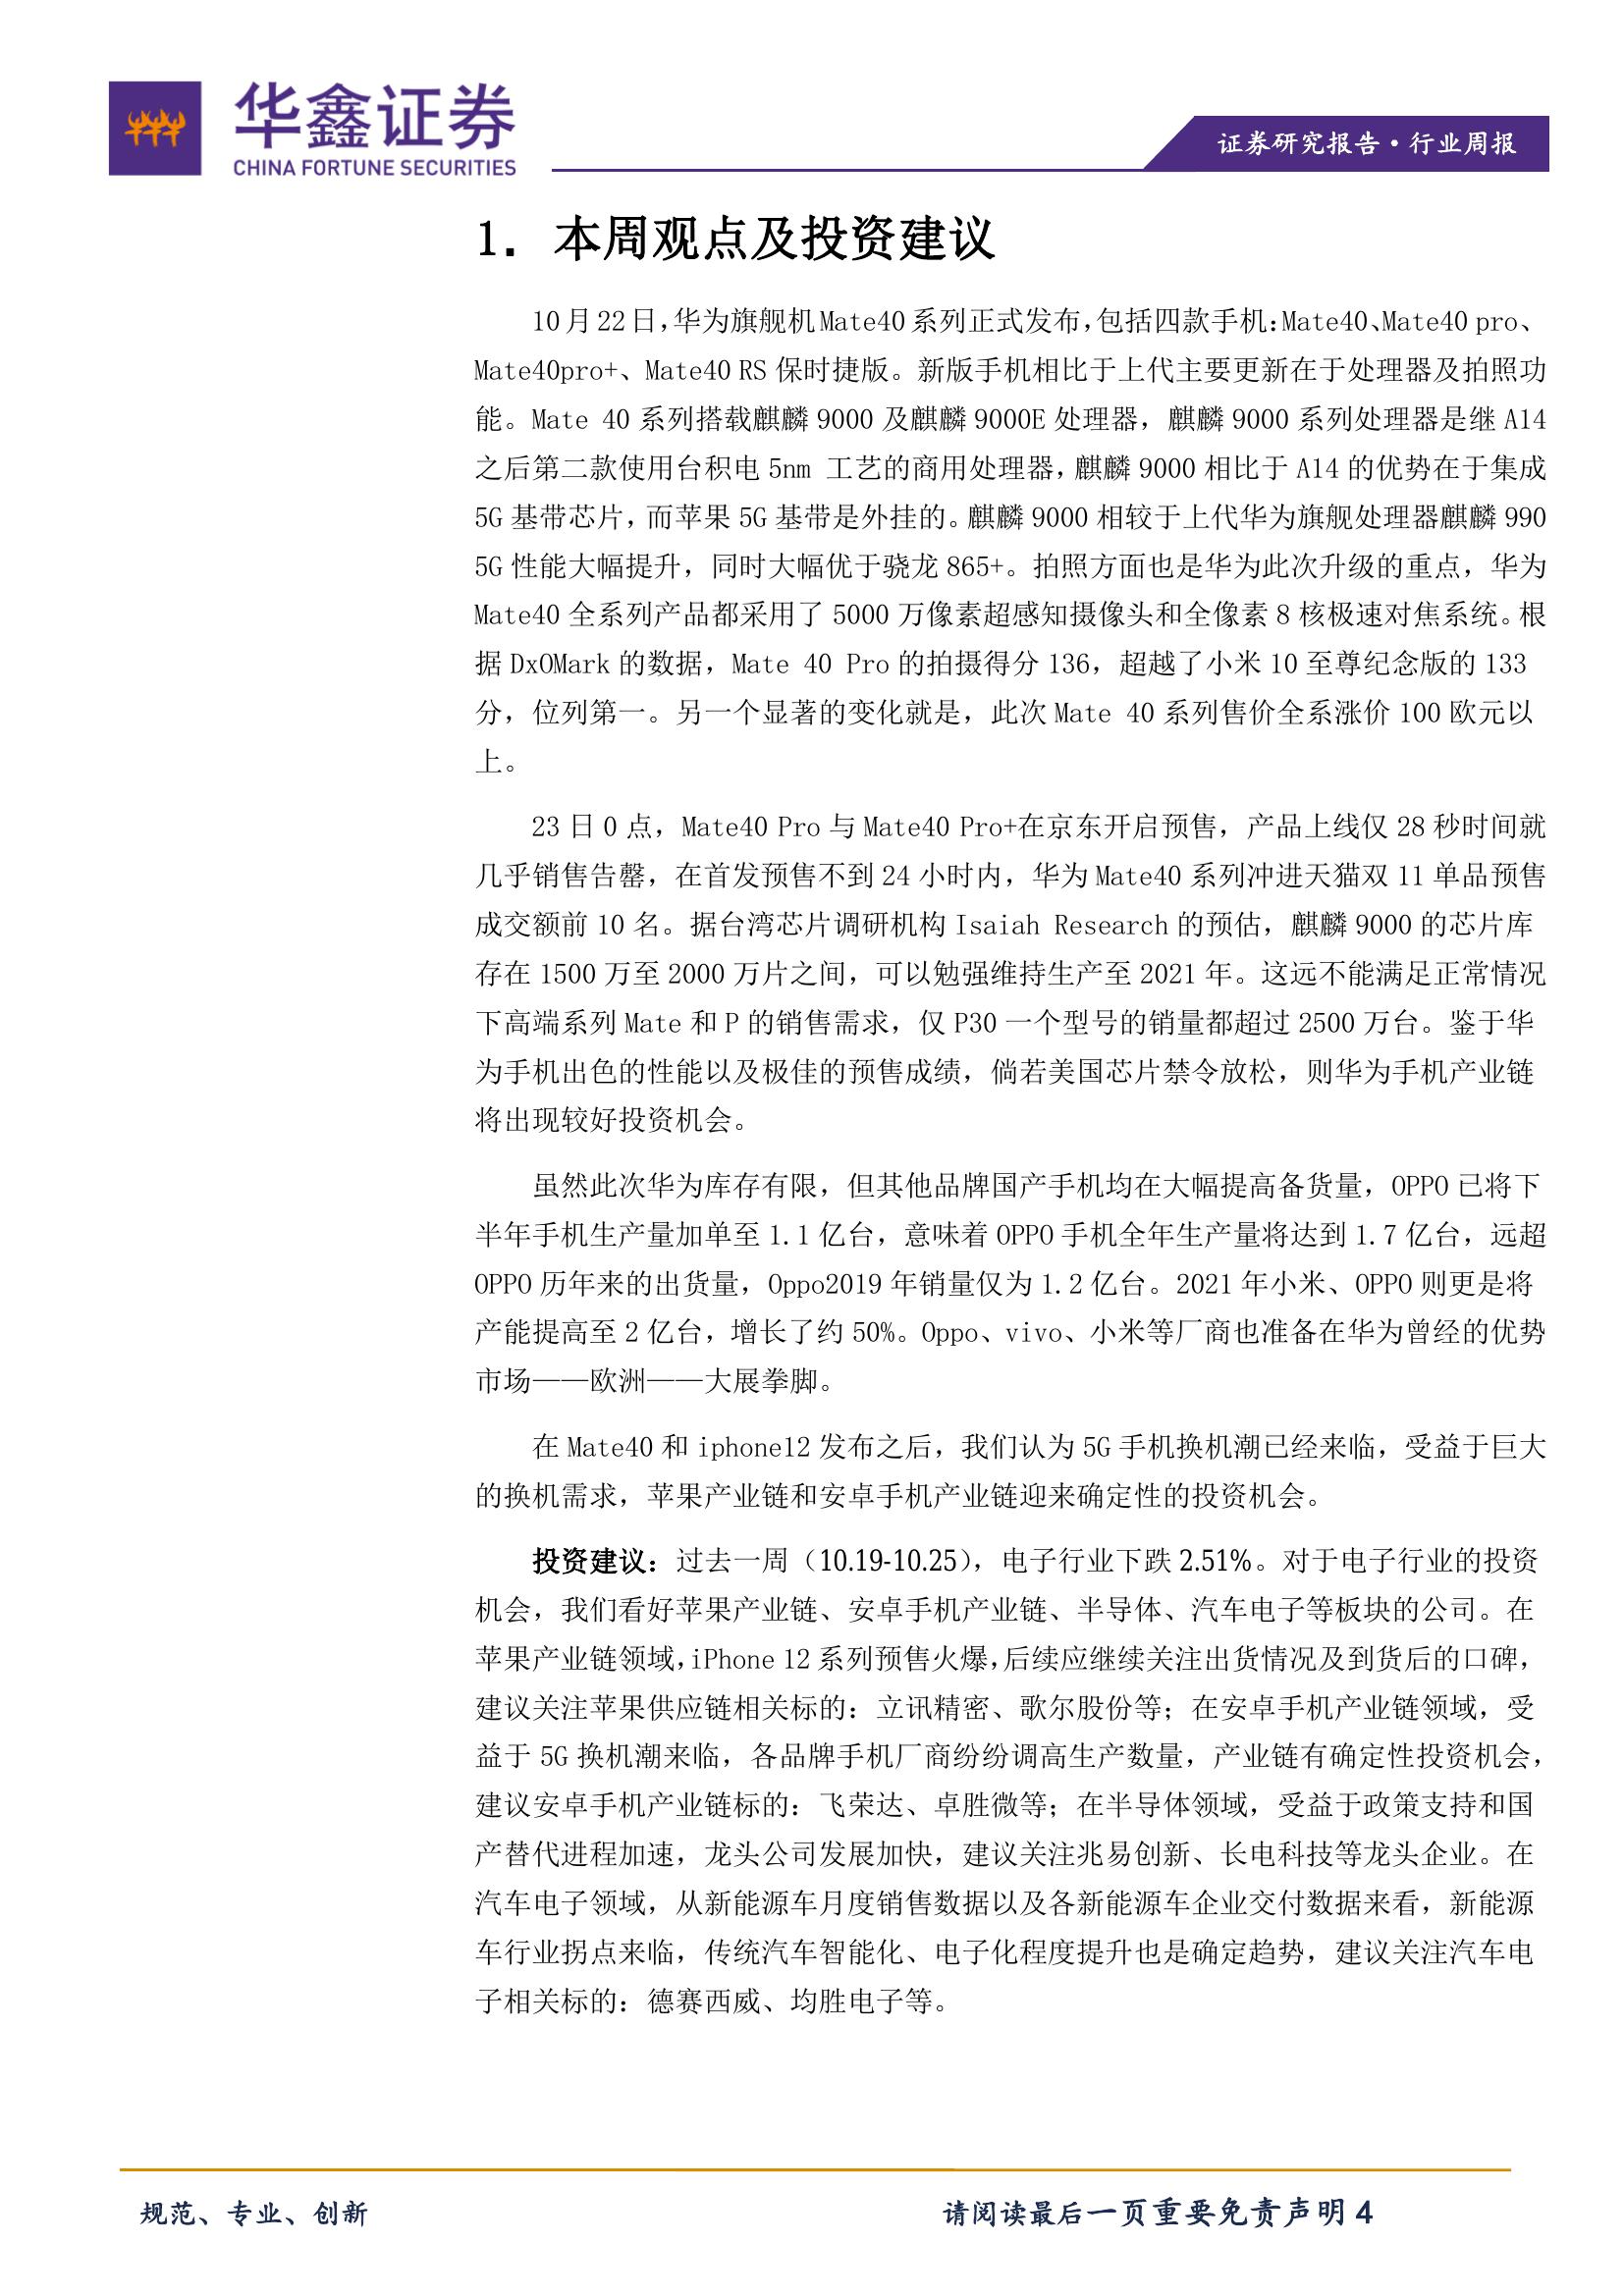 华鑫证券
CHINA FORTUNE SECURITIES
证券研究报告·行业周报
1. 本周观点及投资建议
10月22日，华为旗舰机Mate40系列正式发布，包括四款手机：Mate40、Mate40 pro、
Mate40pro+、Mate40 RS 保时捷版。新版手机相比于上代主要更新在于处理器及拍照功
能。Mate 40 系列搭载麒麟 9000 及麒麟 9000E 处理器，麒麟 9000 系列处理器是继 A14
之后第二款使用台积电 5nm 工艺的商用处理器，麒麟 9000 相比于 A14 的优势在于集成
5G 基带芯片，而苹果 5G 基带是外挂的。麒麟 9000 相较于上代华为旗舰处理器麒麟 990
5G 性能大幅提升，同时大幅优于骁龙 865+。拍照方面也是华为此次升级的重点，华为
Mate40 全系列产品都采用了 5000 万像素超感知摄像头和全像素 8 核极速对焦系统。根
据 DxOMark 的数据，Mate 40 Pro 的拍摄得分 136，超越了小米 10 至尊纪念版的 133
分，位列第一。另一个显著的变化就是，此次 Mate 40 系列售价全系涨价 100 欧元以
上。
23 日 0 点，Mate40 Pro 与 Mate40 Pro+在京东开启预售，产品上线仅 28 秒时间就
几乎销售告罄，在首发预售不到 24 小时内，华为 Mate40 系列冲进天猫双 11 单品预售
成交额前 10 名。据台湾芯片调研机构 Isaiah Research 的预估，麒麟 9000 的芯片库
存在 1500 万至 2000 万片之间，可以勉强维持生产至 2021 年。这远不能满足正常情况
下高端系列 Mate 和 P 的销售需求，仅 P30 一个型号的销量都超过 2500 万台。鉴于华
为手机出色的性能以及极佳的预售成绩，倘若美国芯片禁令放松，则华为手机产业链
将出现较好投资机会。
虽然此次华为库存有限，但其他品牌国产手机均在大幅提高备货量，OPPO 已将下
半年手机生产量加单至 1.1 亿台，意味着 OPPO 手机全年生产量将达到 1.7 亿台，远超
OPPO 历年来的出货量，Oppo2019 年销量仅为 1.2 亿台。2021 年小米、OPPO 则更是将
产能提高至 2 亿台，增长了约 50%。Oppo、vivo、小米等厂商也准备在华为曾经的优势
市场——欧洲——大展拳脚。
在 Mate40 和 iphone12 发布之后，我们认为 5G 手机换机潮已经来临，受益于巨大
的换机需求，苹果产业链和安卓手机产业链迎来确定性的投资机会。
投资建议：过去一周（10.19-10.25），电子行业下跌 2.51%。对于电子行业的投资
机会，我们看好苹果产业链、安卓手机产业链、半导体、汽车电子等板块的公司。在
苹果产业链领域，iPhone 12 系列预售火爆，后续应继续关注出货情况及到货后的口碑，
建议关注苹果供应链相关标的：立讯精密、歌尔股份等；在安卓手机产业链领域，受
益于 5G 换机潮来临，各品牌手机厂商纷纷调高生产数量，产业链有确定性投资机会，
建议安卓手机产业链标的：飞荣达、卓胜微等；在半导体领域，受益于政策支持和国
产替代进程加速，龙头公司发展加快，建议关注兆易创新、长电科技等龙头企业。在
汽车电子领域，从新能源车月度销售数据以及各新能源车企业交付数据来看，新能源
车行业拐点来临，传统汽车智能化、电子化程度提升也是确定趋势，建议关注汽车电
子相关标的：德赛西威、均胜电子等。
规范、专业、创新
请阅读最后一页重要免责声明 4